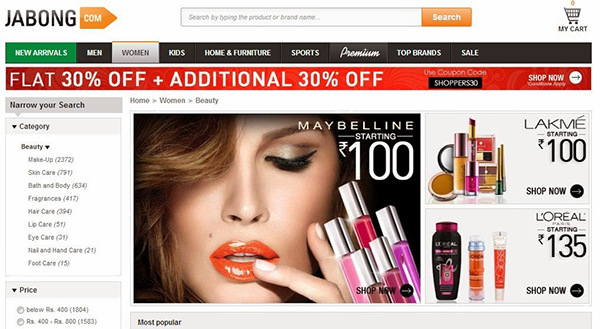 JABONG COM
Search by typing the product or brand name...
Search
0
MY CART
NEW ARRIVALS MEN WOMEN KIDS HOME & FURNITURE SPORTS Premium TOP BRANDS SALE
FLAT 30% OFF + ADDITIONAL 30% OFF
Use Coupon Code
SHOPPERS30
SHOP NOW
*Conditions Apply
Narrow your Search
Home > Women > Beauty
Category
Beauty
Make-Up (2372)
Skin Care (791)
Bath and Body (634)
Fragrances (417)
Hair Care (394)
Lip Care (51)
Eye Care (31)
Nail and Hand Care (21)
Foot Care (15)
Price
below Rs. 400 (1804)
Rs. 400 - Rs. 800 (1583)
MAYBELLINE
STARTING
₹100
SHOP NOW
LAKMÉ
STARTING
₹100
SHOP NOW
L'ORÉAL
PARIS
STARTING
₹135
SHOP NOW
L'ORÉAL
Most popular